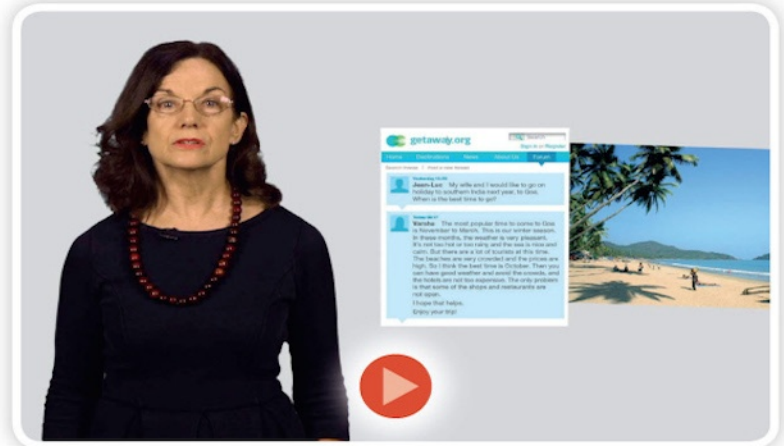 getaway.org
Search
Sign in or Register
Home Destinations News About Us Forum
Yesterday
Jean-Luc My wife and I would like to go on
holiday to southern India next year, to Goa.
When is the best time to go?
Varsha The most popular time to come to Goa
is November to March. This is our winter season.
In these months, the weather is very pleasant.
It's not too hot or too rainy and the sea is nice and
calm. But there are a lot of tourists at this time.
The beaches are very crowded and the prices are
high. So I think the best time is October. Then you
can have good weather and avoid the crowds, and
the hotels are not too expensive. The only problem
is that some of the shops and restaurants are
not open.
I hope that helps.
Enjoy your trip!